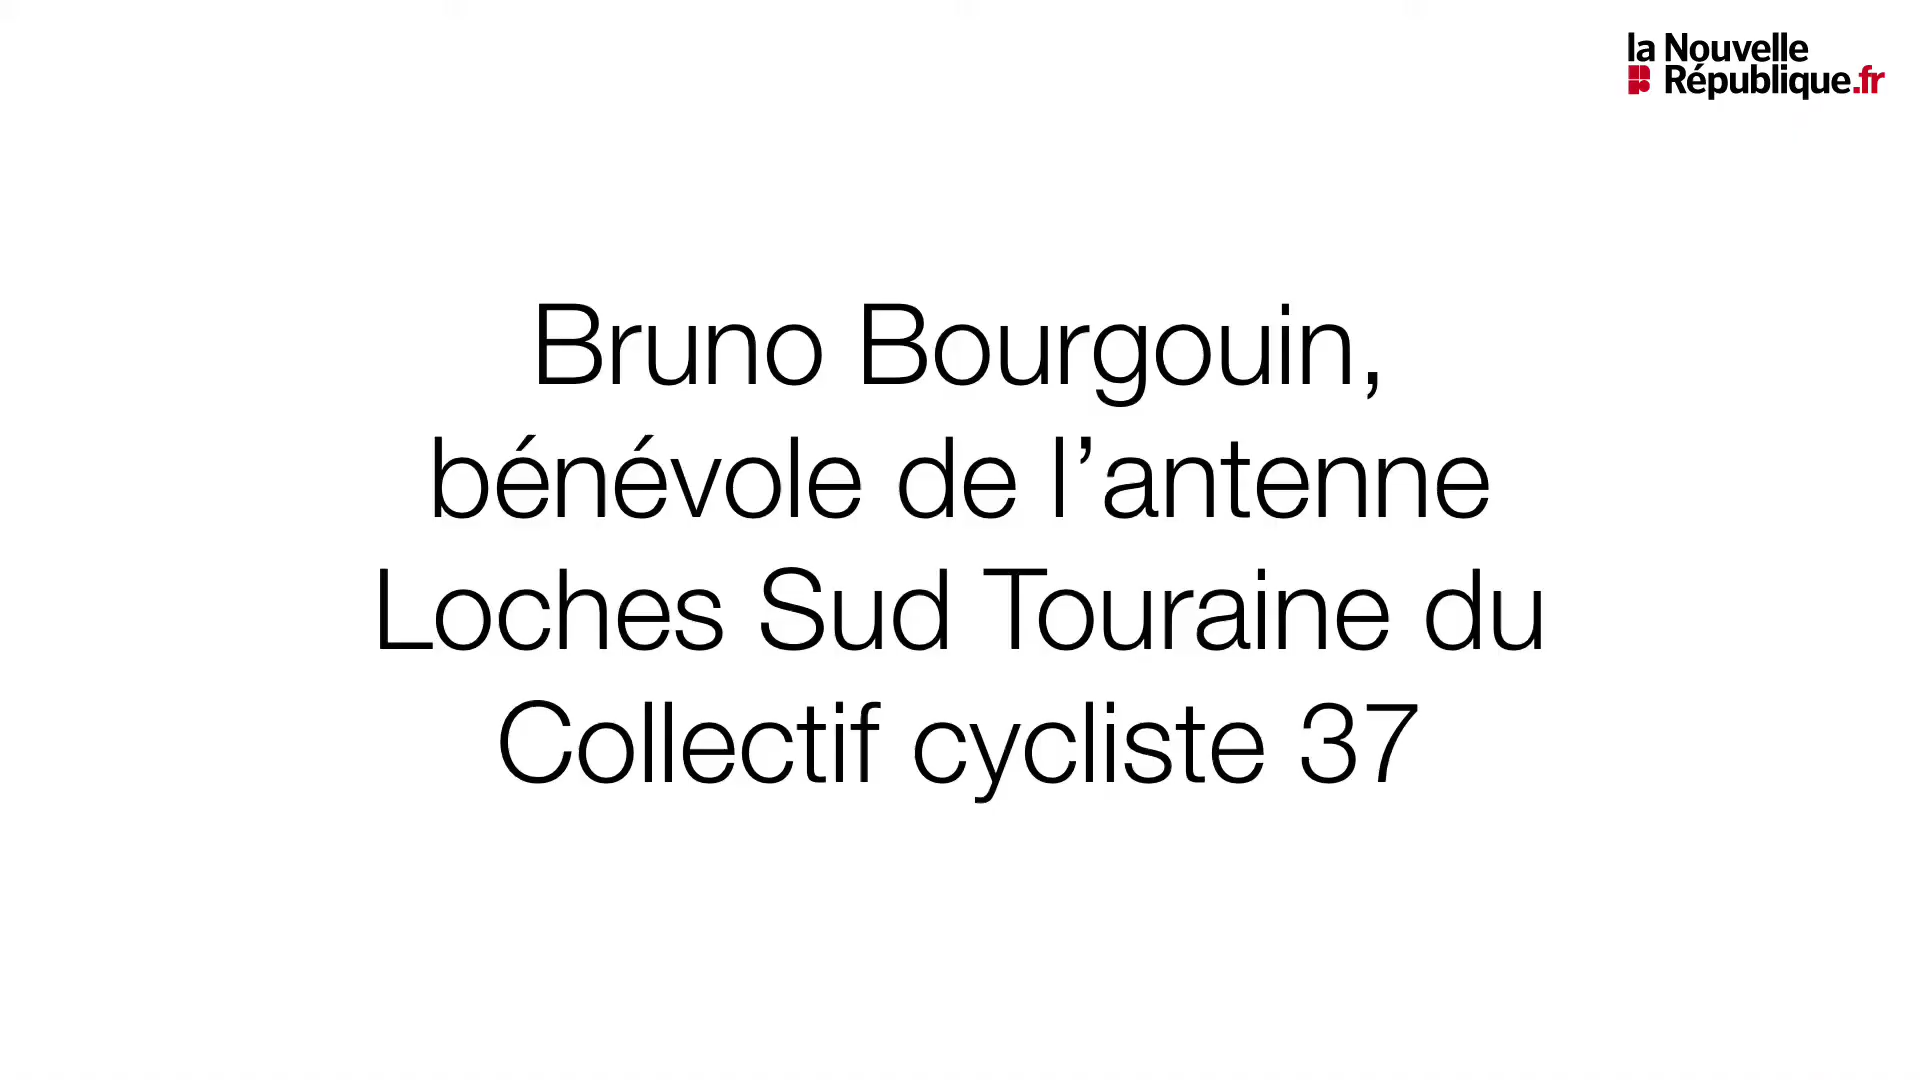 la Nouvelle
République.fr
Bruno Bourgouin,
bénévole de l’antenne
Loches Sud Touraine du
Collectif cycliste 37